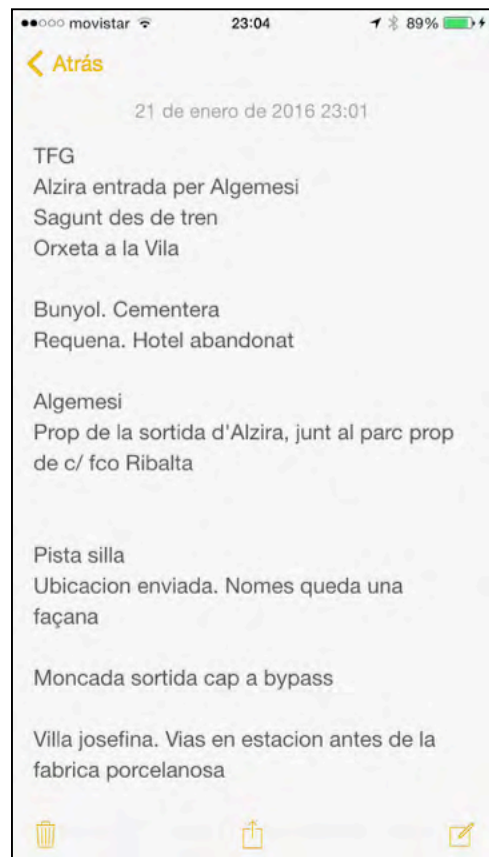 movistar 23:04 89%
Atrás
21 de enero de 2016 23:01
TFG
Alzira entrada per Algemesi
Sagunt des de tren
Orxeta a la Vila
Bunyol. Cementera
Requena. Hotel abandonat
Algemesi
Prop de la sortida d'Alzira, junt al parc prop
de c/ fco Ribalta
Pista silla
Ubicacion enviada. Nomes queda una
façana
Moncada sortida cap a bypass
Villa josefina. Vias en estacion antes de la
fabrica porcelanosa